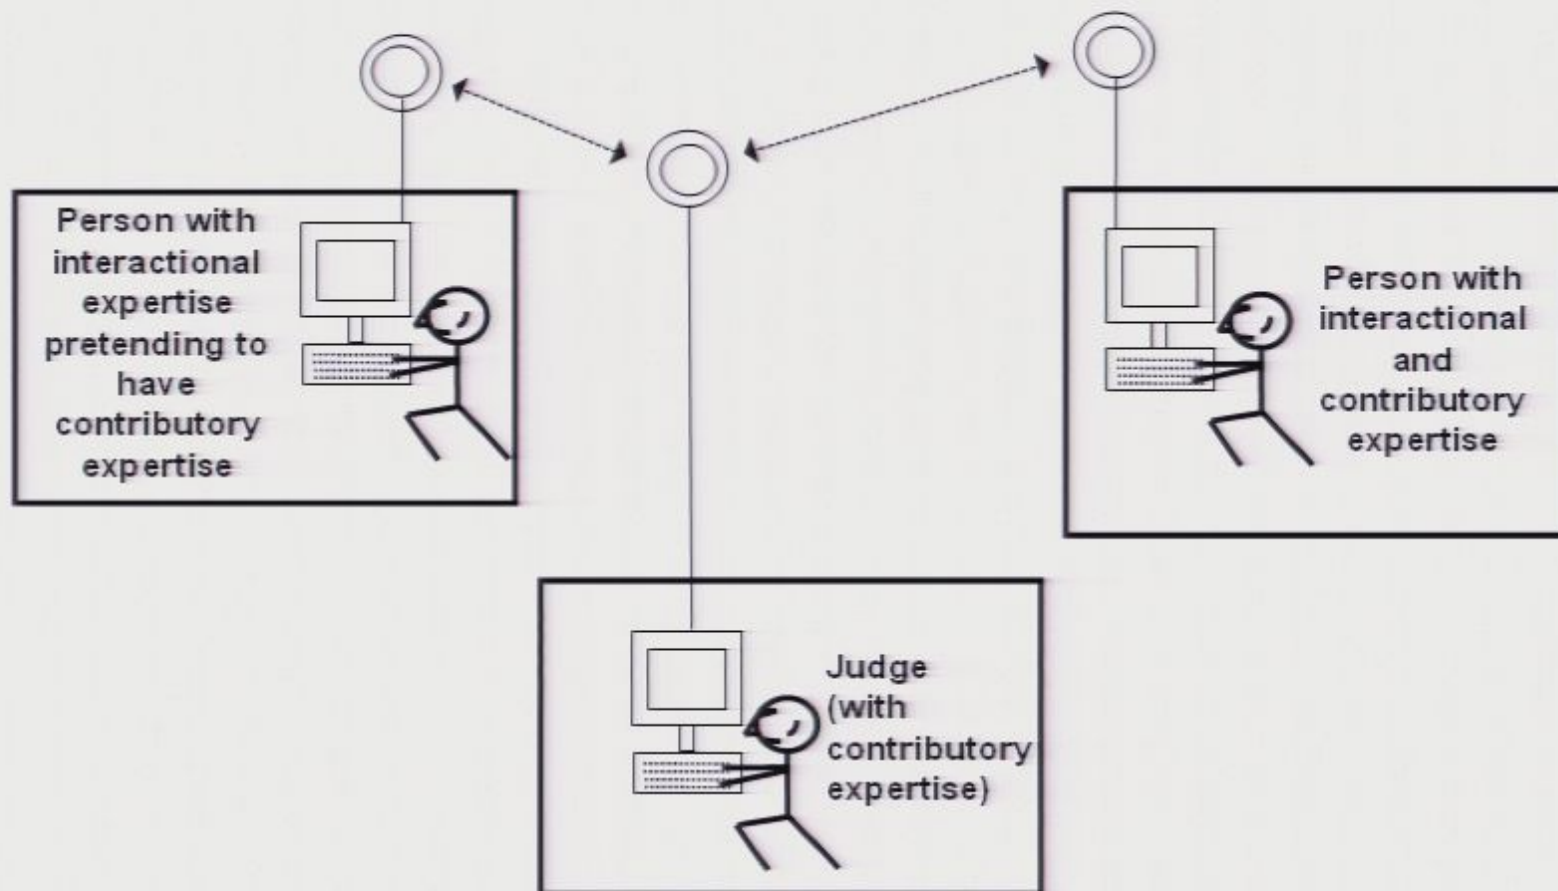 Person with
interactional
expertise
pretending to
have
contributory
expertise
Person with
interactional
and
contributory
expertise
Judge
(with
contributory
expertise)